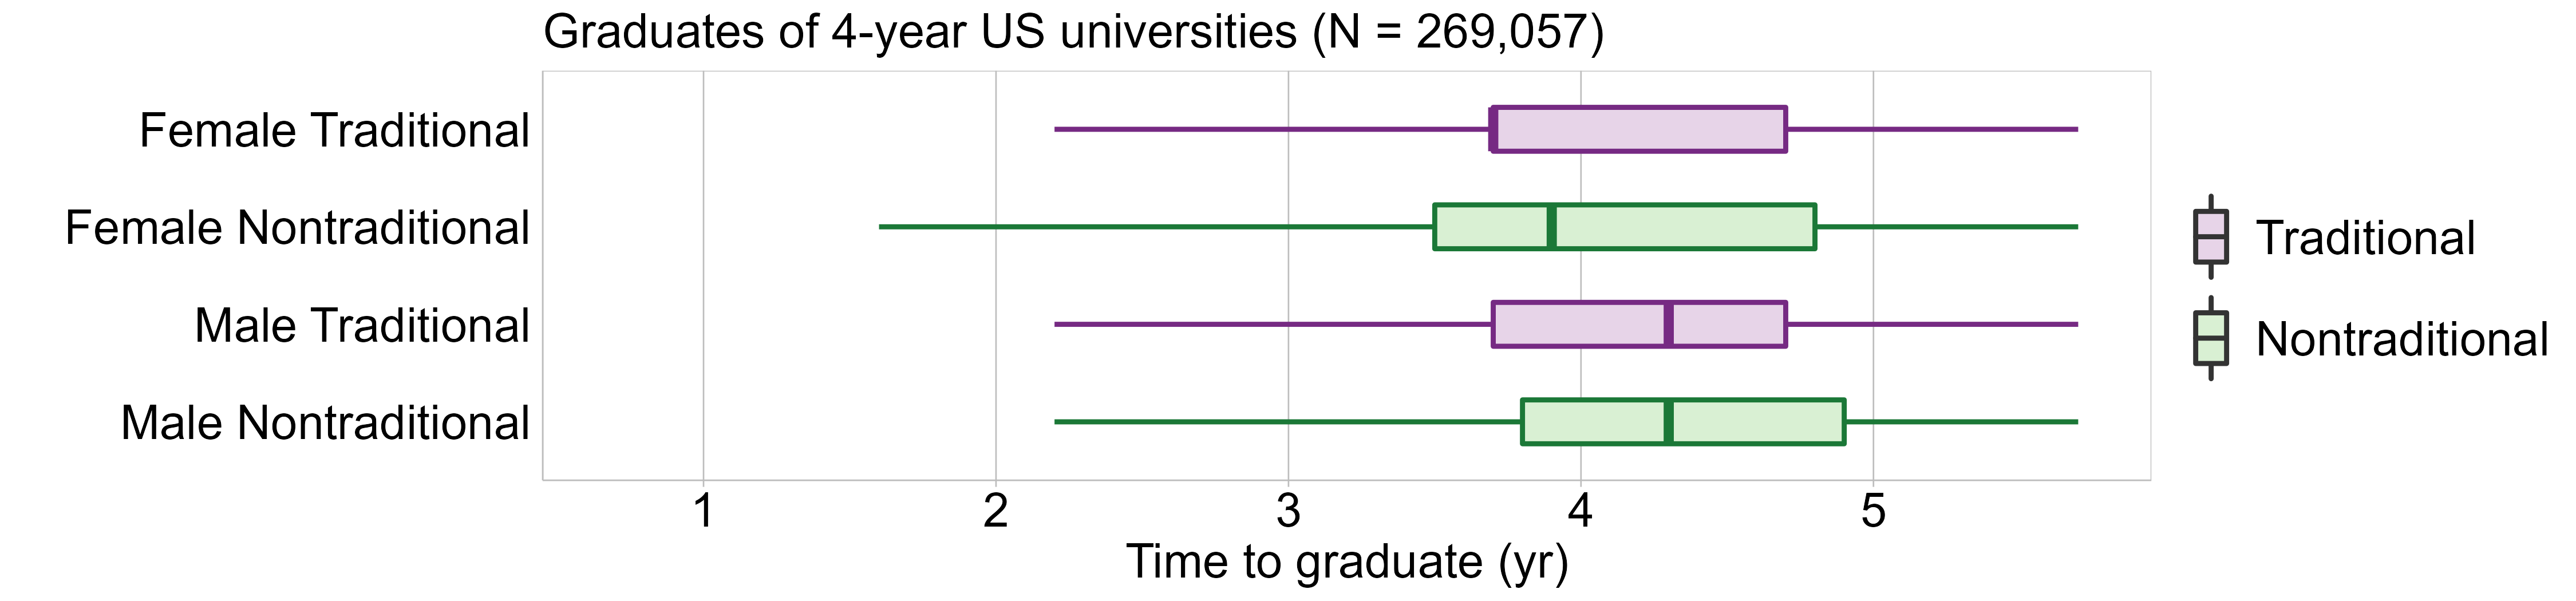 Graduates of 4-year US universities (N = 269,057)
Female Traditional
Female Nontraditional
Male Traditional
Male Nontraditional
1 2 3 4 5
Time to graduate (yr)
Traditional
Nontraditional